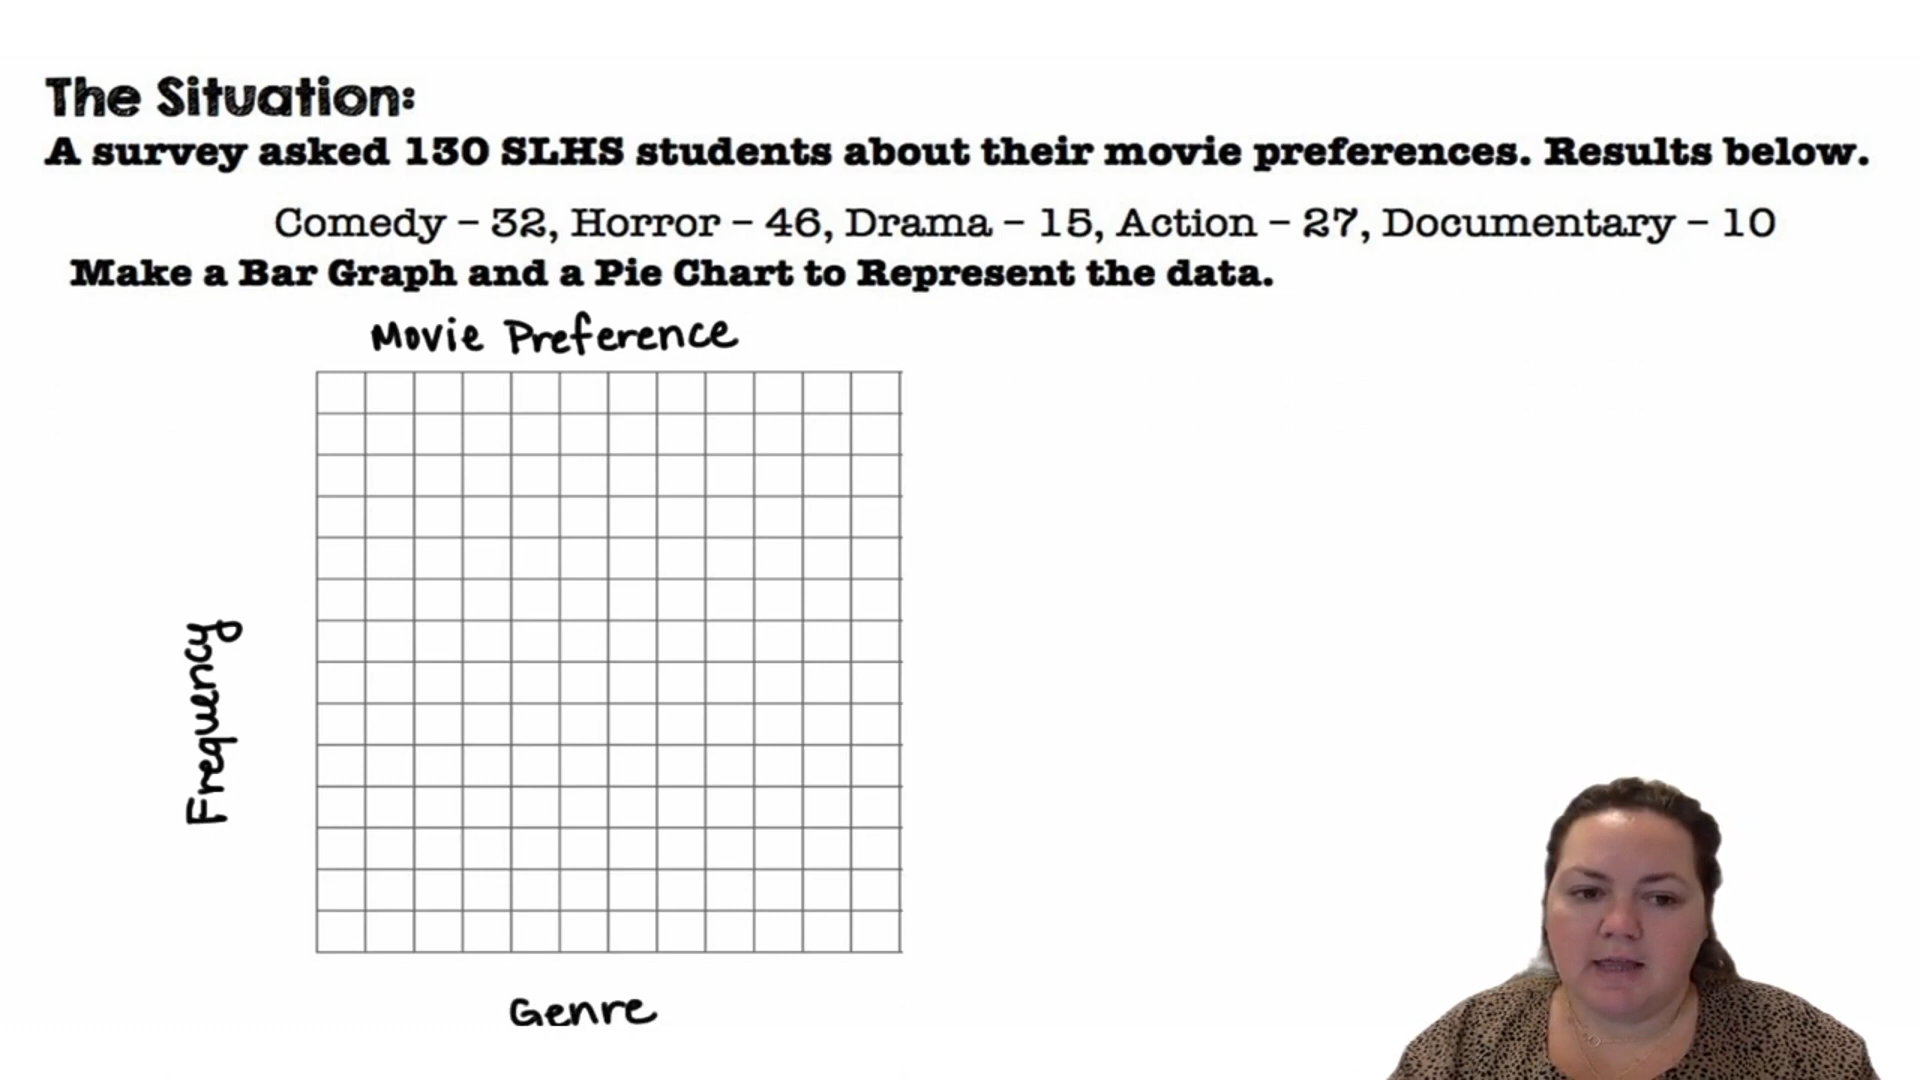 The Situation:
A survey asked 130 SLHS students about their movie preferences. Results below.
Comedy – 32, Horror – 46, Drama – 15, Action – 27, Documentary – 10
Make a Bar Graph and a Pie Chart to Represent the data.
Movie Preference
Frequency
Genre